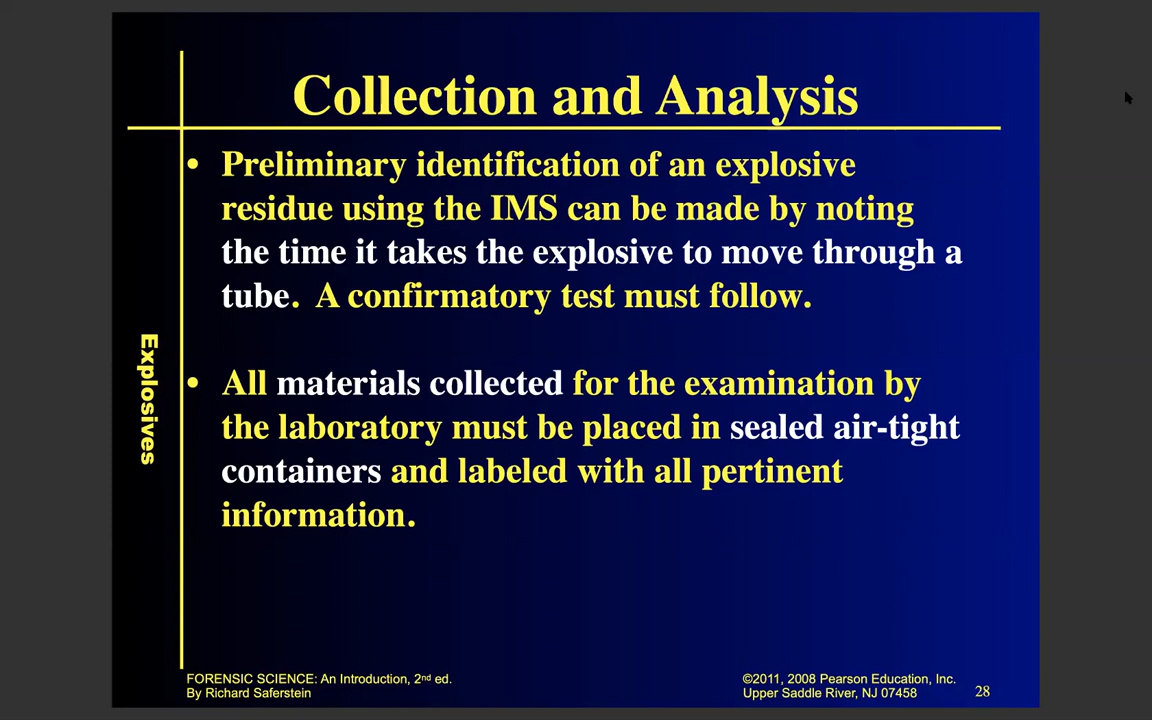 Collection and Analysis
• Preliminary identification of an explosive
residue using the IMS can be made by noting
the time it takes the explosive to move through a
tube.  A confirmatory test must follow.
• All materials collected for the examination by
the laboratory must be placed in sealed air-tight
containers and labeled with all pertinent
information.
Explosives
FORENSIC SCIENCE: An Introduction, 2nd ed.
By Richard Saferstein
©2011, 2008 Pearson Education, Inc.
Upper Saddle River, NJ 07458
28